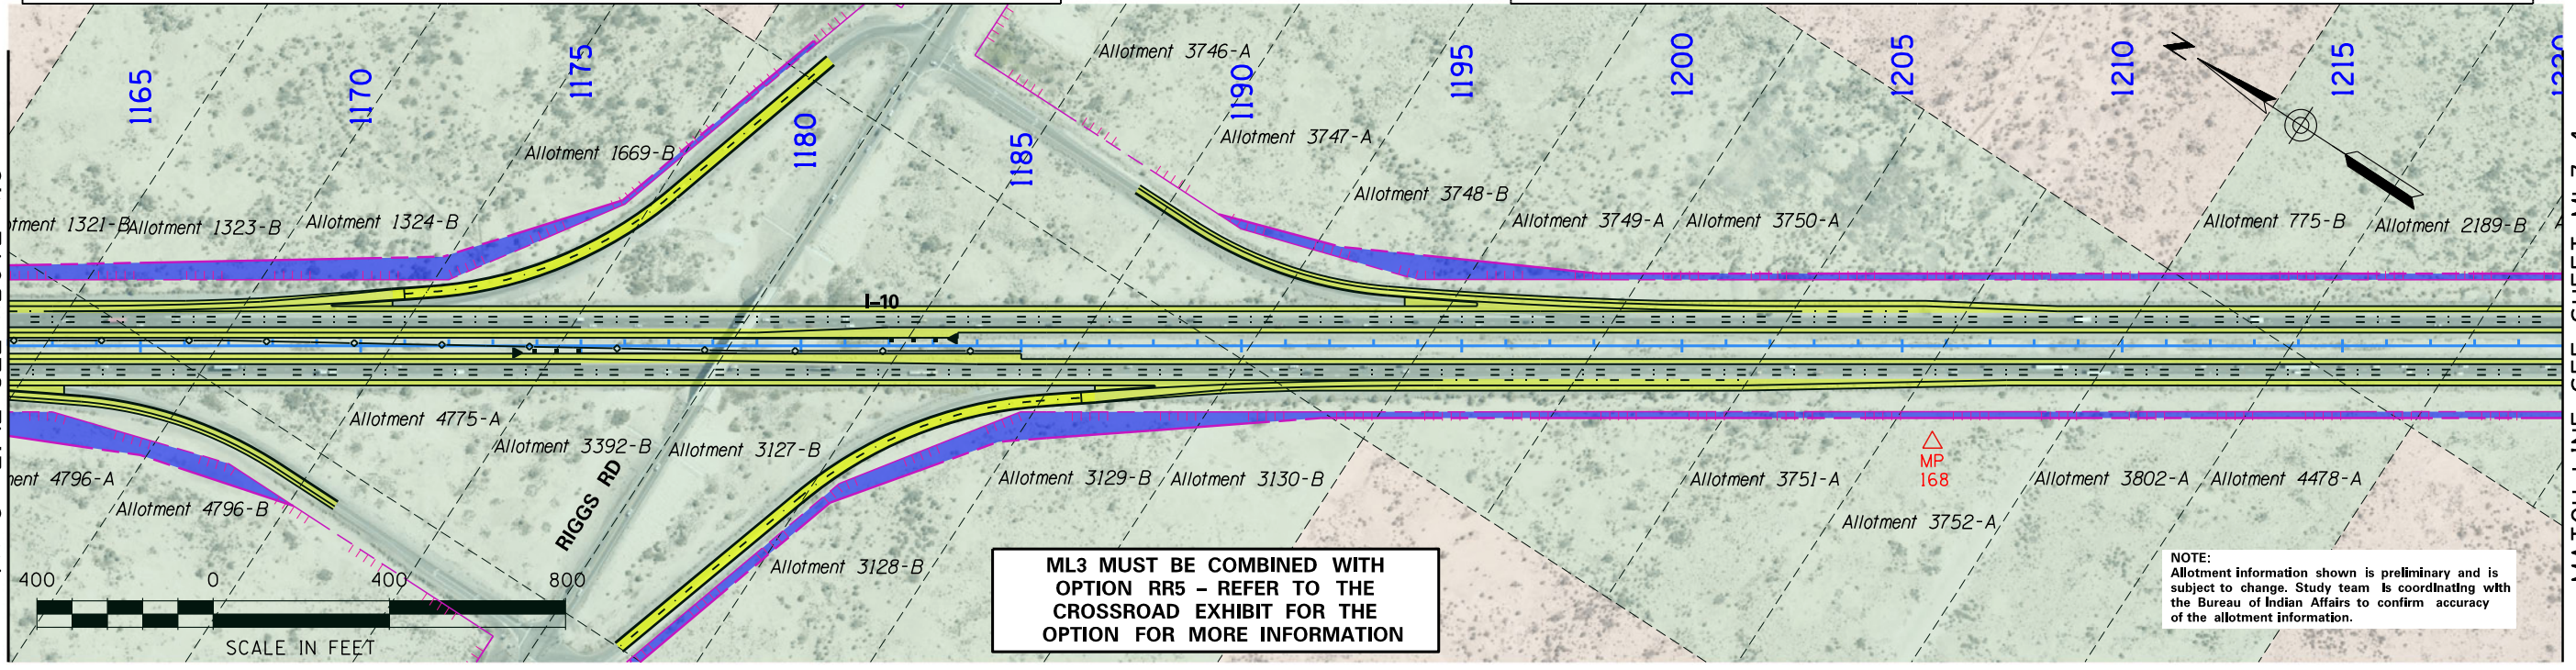 1165
1170
1175
1180
1185
1190
1195
1200
1205
1210
1215
N
Allotment 3746-A
Allotment 3747-A
Allotment 1669-B
Allotment 3748-B
1321-B
Allotment 1323-B
Allotment 1324-B
Allotment 3749-A
Allotment 3750-A
Allotment 775-B
Allotment 2189-B
I-10
Allotment 4775-A
Allotment 3392-B
Allotment 3127-B
RIGGS RD
4796-A
Allotment 4796-B
Allotment 3129-B
Allotment 3130-B
Allotment 3128-B
Allotment 3751-A
MP
168
Allotment 3802-A
Allotment 4478-A
Allotment 3752-A
400 0 400 800
SCALE IN FEET
ML3 MUST BE COMBINED WITH
OPTION RR5 – REFER TO THE
CROSSROAD EXHIBIT FOR THE
OPTION FOR MORE INFORMATION
NOTE:
Allotment information shown is preliminary and is
subject to change. Study team is coordinating with
the Bureau of Indian Affairs to confirm accuracy
of the allotment information.